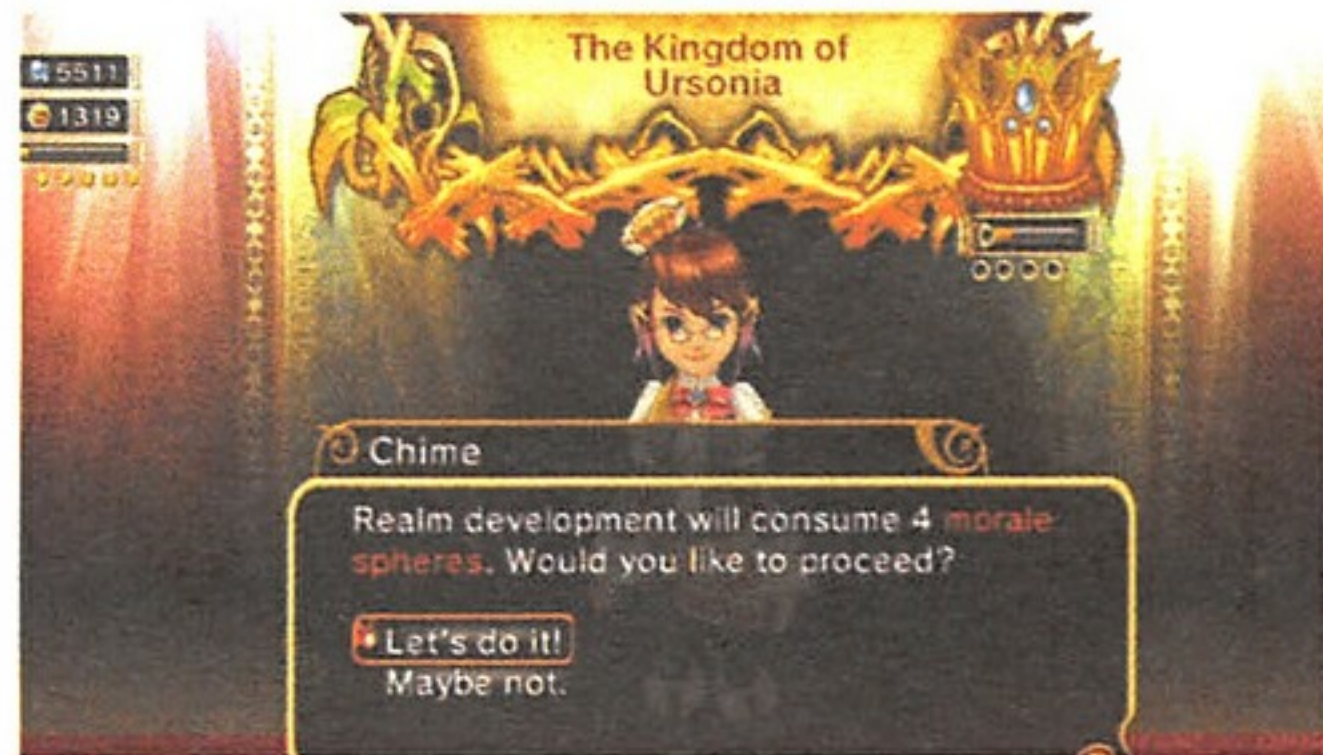 5511
1319
The Kingdom of
Ursonia
Chime
Realm development will consume 4 morale
spheres. Would you like to proceed?
Let's do it!
Maybe not.